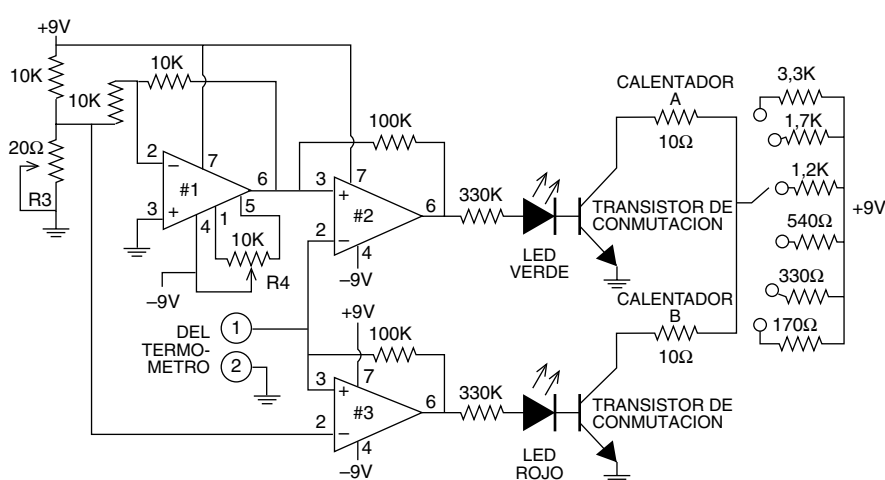 +9V
10K
10K
10K
20Ω
R3
2
7
#1
6
3
4
1
5
10K
R4
–9V
100K
3
7
#2
6
2
4
–9V
330K
LED
VERDE
TRANSISTOR DE
CONMUTACION
CALENTADOR
A
10Ω
3,3K
1,7K
1,2K
+9V
540Ω
330Ω
170Ω
DEL
TERMO-
METRO
1
2
+9V
100K
3
7
#3
6
2
4
–9V
330K
LED
ROJO
TRANSISTOR DE
CONMUTACION
CALENTADOR
B
10Ω